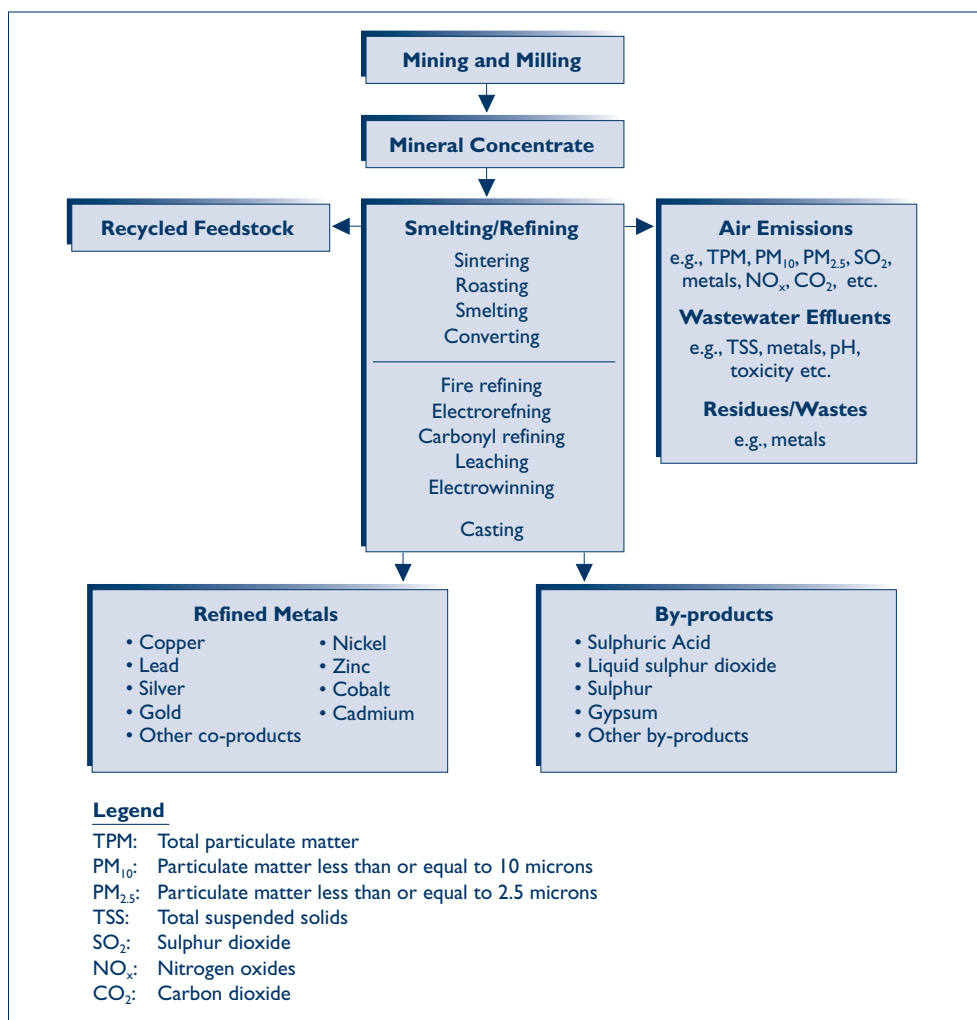 Mining and Milling
Mineral Concentrate
Recycled Feedstock
Smelting/Refining
Sintering
Roasting
Smelting
Converting
Fire refining
Electrorefning
Carbonyl refining
Leaching
Electrowinning
Casting
Air Emissions
e.g., TPM, PM₁₀, PM₂.₅, SO₂,
metals, NOₓ, CO₂, etc.
Wastewater Effluents
e.g., TSS, metals, pH,
toxicity etc.
Residues/Wastes
e.g., metals
Refined Metals
• Copper
• Lead
• Silver
• Gold
• Other co-products
• Nickel
• Zinc
• Cobalt
• Cadmium
By-products
• Sulphuric Acid
• Liquid sulphur dioxide
• Sulphur
• Gypsum
• Other by-products
Legend
TPM: Total particulate matter
PM₁₀: Particulate matter less than or equal to 10 microns
PM₂.₅: Particulate matter less than or equal to 2.5 microns
TSS: Total suspended solids
SO₂: Sulphur dioxide
NOₓ: Nitrogen oxides
CO₂: Carbon dioxide